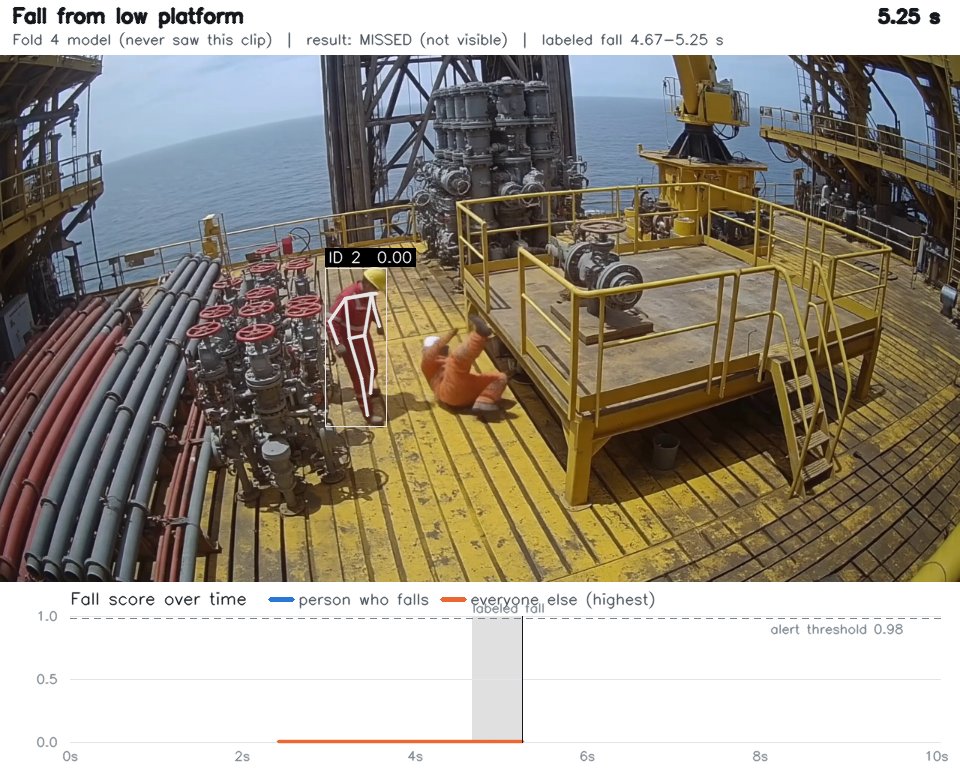 Fall from low platform
5.25 s
Fold 4 model (never saw this clip) | result: MISSED (not visible) | labeled fall 4.67–5.25 s
ID 2 0.00
Fall score over time
person who falls
everyone else (highest)
labeled fall
1.0
alert threshold 0.98
0.5
0.0
0s 2s 4s 6s 8s 10s